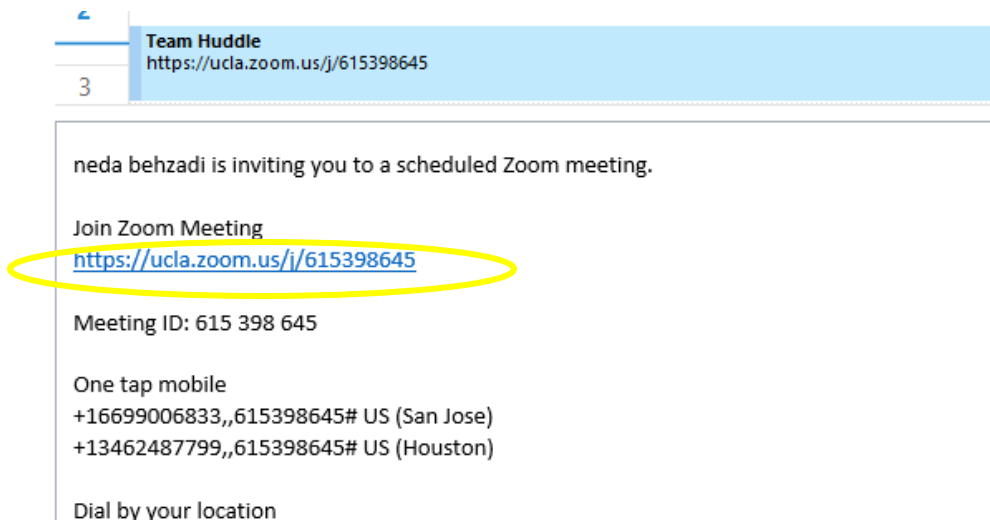 2
Team Huddle
https://ucla.zoom.us/j/615398645
3
neda behzadi is inviting you to a scheduled Zoom meeting.
Join Zoom Meeting
https://ucla.zoom.us/j/615398645
Meeting ID: 615 398 645
One tap mobile
+16699006833,,615398645# US (San Jose)
+13462487799,,615398645# US (Houston)
Dial by your location